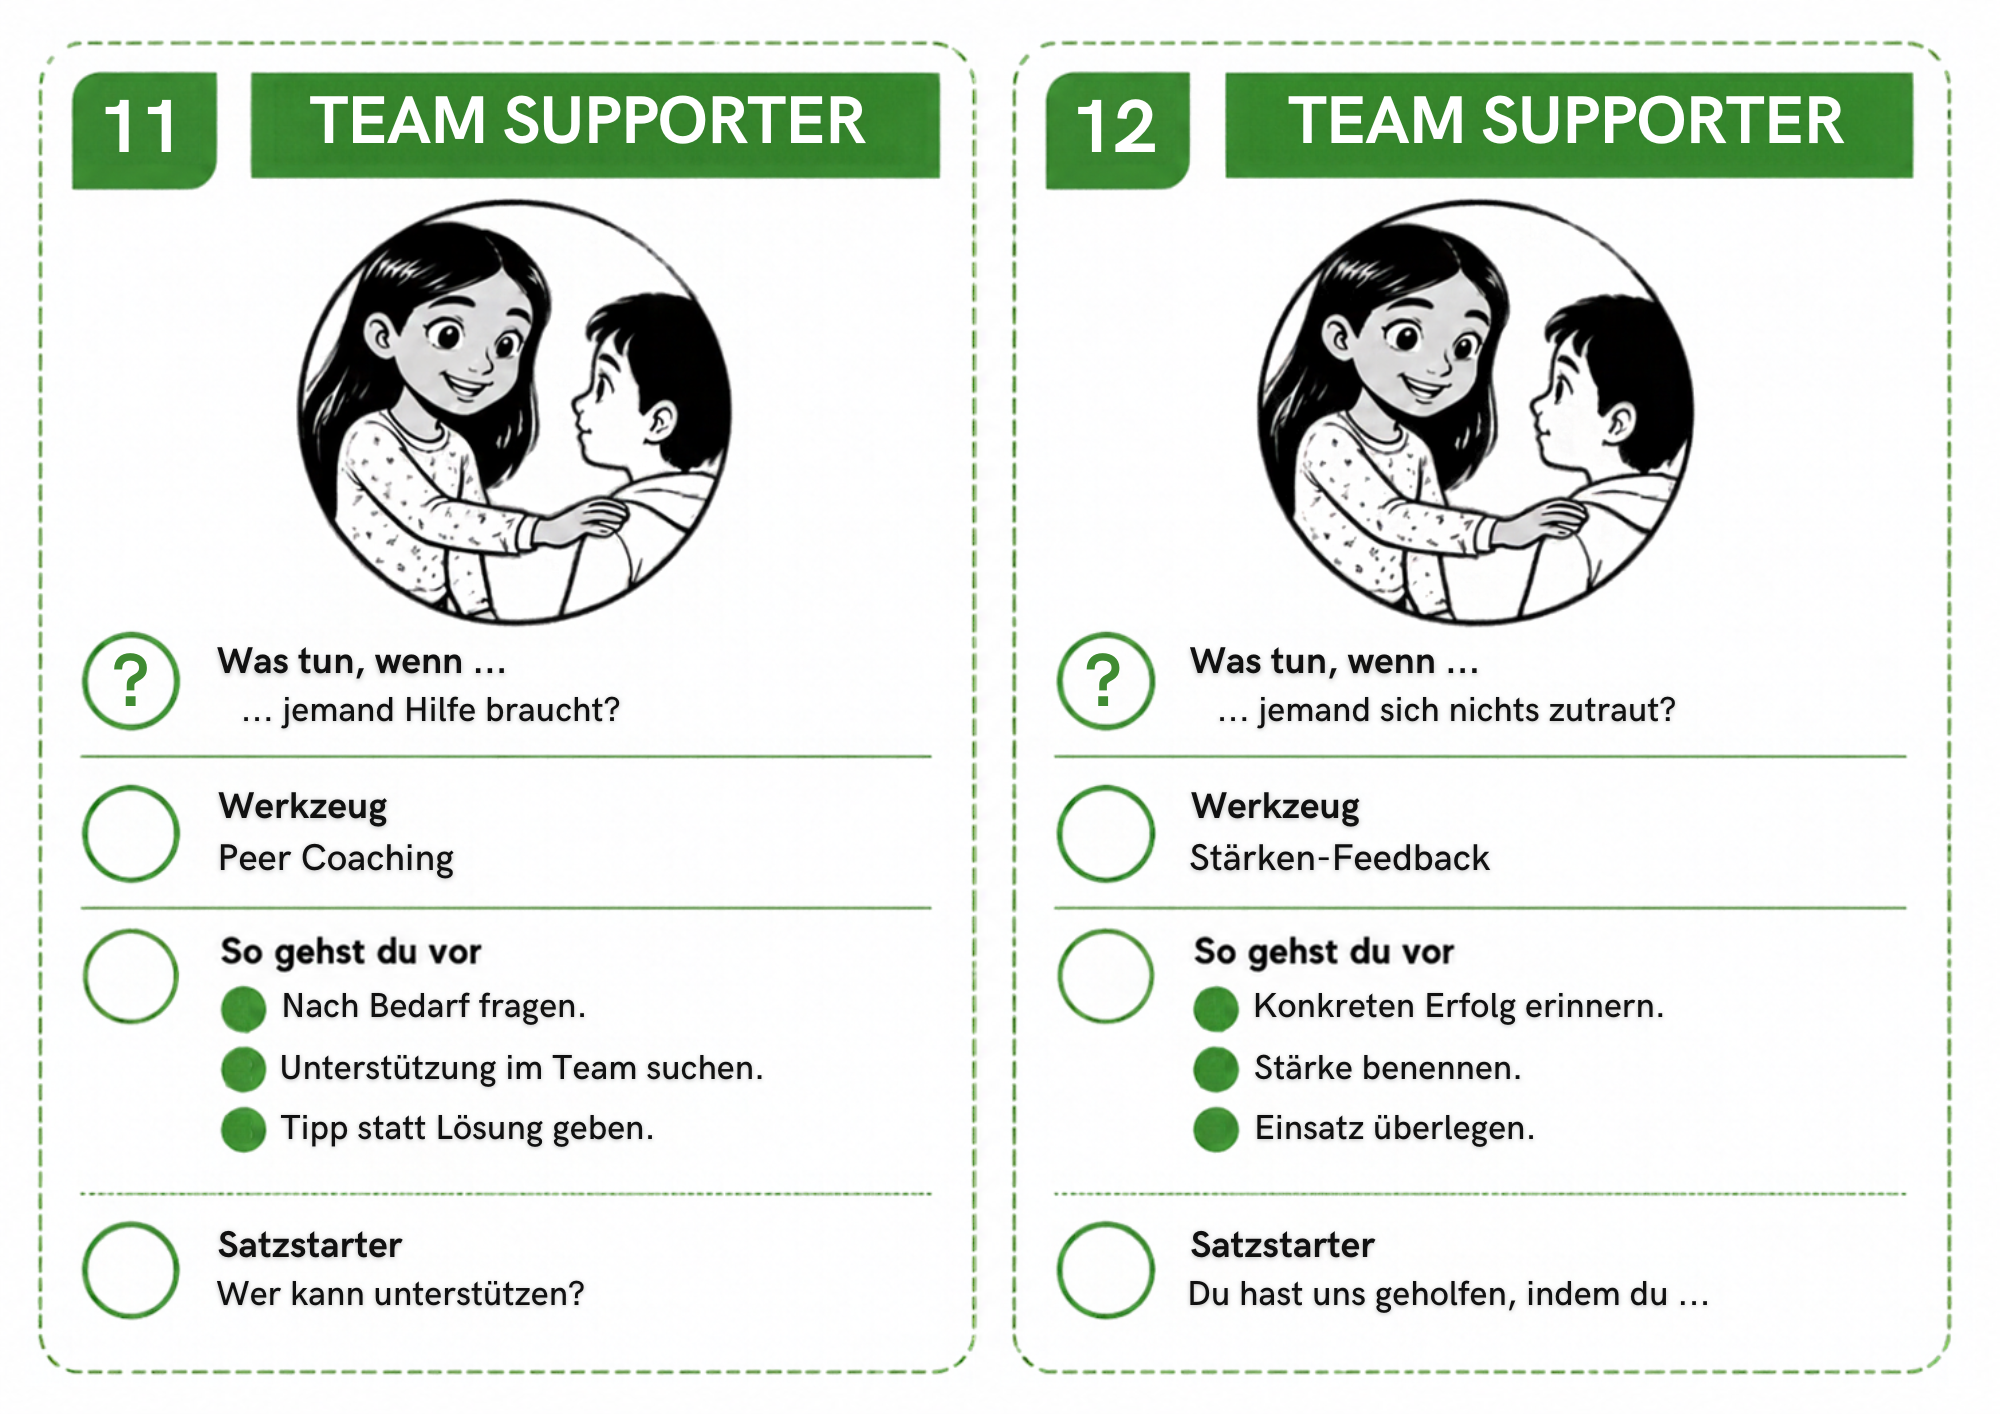 11
TEAM SUPPORTER
?
Was tun, wenn ...
... jemand Hilfe braucht?
Werkzeug
Peer Coaching
So gehst du vor
Nach Bedarf fragen.
Unterstützung im Team suchen.
Tipp statt Lösung geben.
Satzstarter
Wer kann unterstützen?
12
TEAM SUPPORTER
?
Was tun, wenn ...
... jemand sich nichts zutraut?
Werkzeug
Stärken-Feedback
So gehst du vor
Konkreten Erfolg erinnern.
Stärke benennen.
Einsatz überlegen.
Satzstarter
Du hast uns geholfen, indem du ...